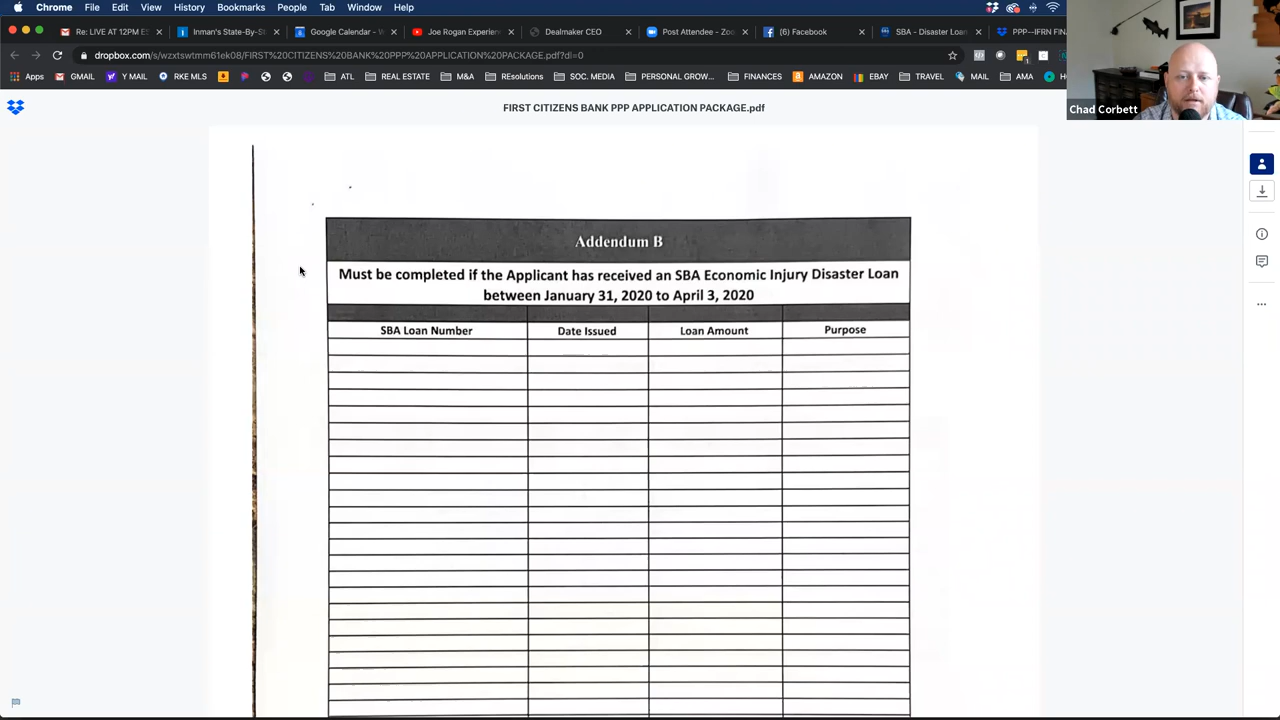 Chrome File Edit View History Bookmarks People Tab Window Help
Re: LIVE AT 12PM ES
Inman's State-By-S
Google Calendar -
Joe Rogan Experien
Dealmaker CEO
Post Attendee - Zoo
(6) Facebook
SBA - Disaster Loan
PPP--IFRN FIN
dropbox.com/s/wzxtswtmm61ek08/FIRST%20CITIZENS%20BANK%20PPP%20APPLICATION%20PACKAGE.pdf?dl=0
Apps GMAIL Y MAIL RKE MLS ATL REAL ESTATE M&A REsolutions SOC. MEDIA PERSONAL GROW... FINANCES AMAZON EBAY TRAVEL MAIL AMA
Chad Corbett
FIRST CITIZENS BANK PPP APPLICATION PACKAGE.pdf
Addendum B
Must be completed if the Applicant has received an SBA Economic Injury Disaster Loan
between January 31, 2020 to April 3, 2020
SBA Loan Number Date Issued Loan Amount Purpose